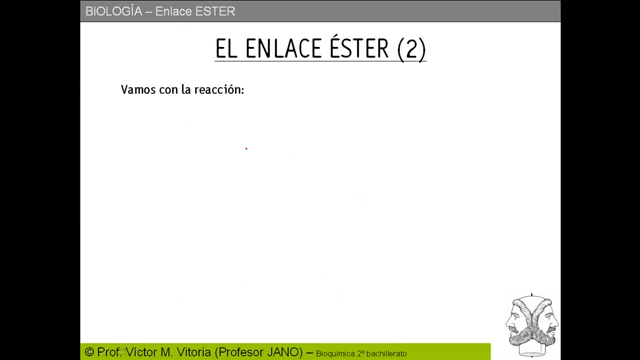 BIOLOGÍA – Enlace ESTER
EL ENLACE ÉSTER (2)
Vamos con la reacción:
© Prof. Víctor M. Vitoria (Profesor JANO) – Bioquímica 2º bachillerato